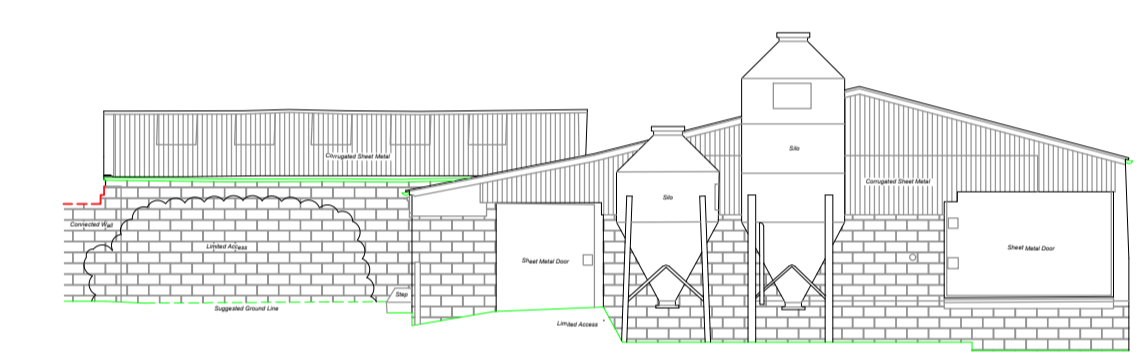 Silo
Corrugated Sheet Metal
Corrugated Sheet Metal
Silo
Connected Wall
Limited Access
Sheet Metal Door
Sheet Metal Door
Step
Suggested Ground Line
Limited Access